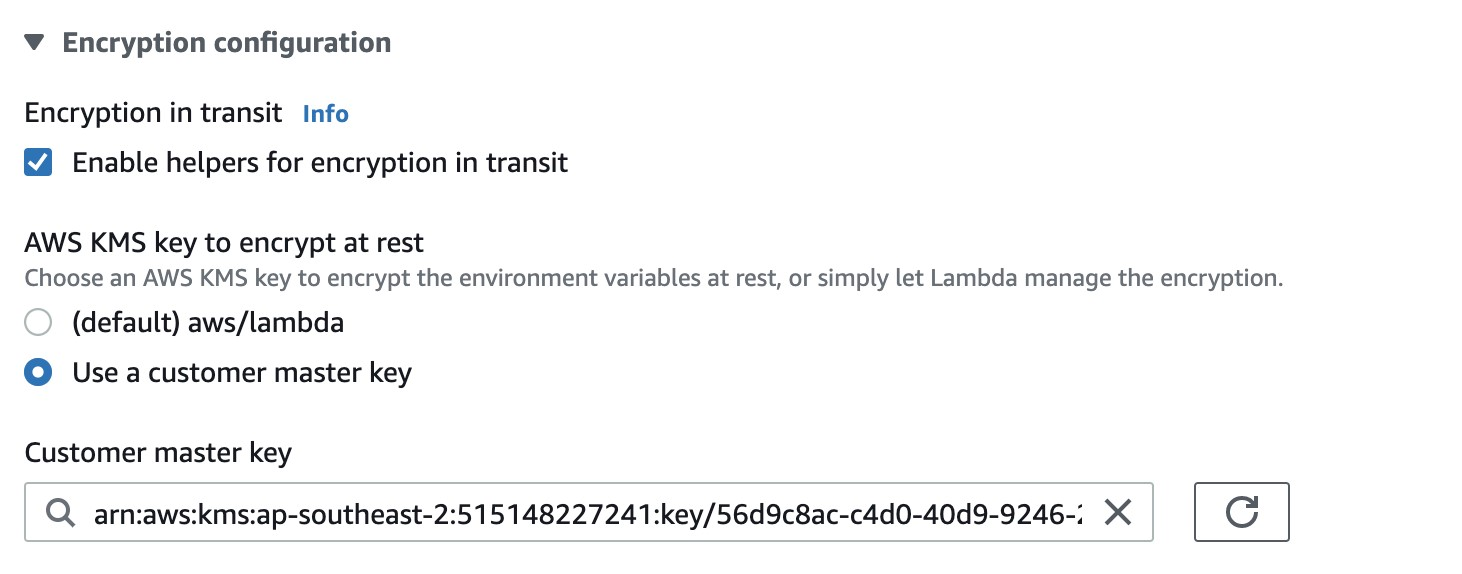 Encryption configuration
Encryption in transit Info
Enable helpers for encryption in transit
AWS KMS key to encrypt at rest
Choose an AWS KMS key to encrypt the environment variables at rest, or simply let Lambda manage the encryption.
(default) aws/lambda
Use a customer master key
Customer master key
arn:aws:kms:ap-southeast-2:515148227241:key/56d9c8ac-c4d0-40d9-9246-